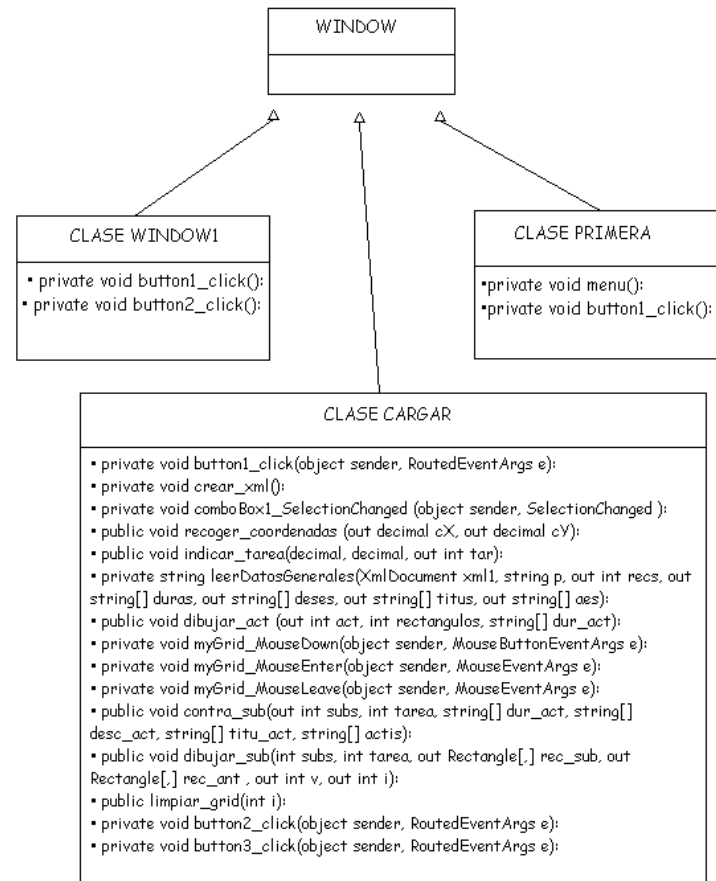 WINDOW
CLASE WINDOW1
• private void button1_click():
• private void button2_click():
CLASE PRIMERA
•private void menu():
•private void button1_click():
CLASE CARGAR
• private void button1_click(object sender, RoutedEventArgs e):
• private void crear_xml():
• private void comboBox1_SelectionChanged (object sender, SelectionChanged ):
• public void recoger_coordenadas (out decimal cX, out decimal cY):
• public void indicar_tarea(decimal, decimal, out int tar):
• private string leerDatosGenerales(XmlDocument xml1, string p, out int recs, out
string[] duras, out string[] deses, out string[] titus, out string[] aes):
• public void dibujar_act (out int act, int rectangulos, string[] dur_act):
• private void myGrid_MouseDown(object sender, MouseButtonEventArgs e):
• private void myGrid_MouseEnter(object sender, MouseEventArgs e):
• private void myGrid_MouseLeave(object sender, MouseEventArgs e):
• public void contra_sub(out int subs, int tarea, string[] dur_act, string[]
desc_act, string[] titu_act, string[] actis):
• public void dibujar_sub(int subs, int tarea, out Rectangle[,] rec_sub, out
Rectangle[,] rec_ant , out int v, out int i):
• public limpiar_grid(int i):
• private void button2_click(object sender, RoutedEventArgs e):
• private void button3_click(object sender, RoutedEventArgs e):